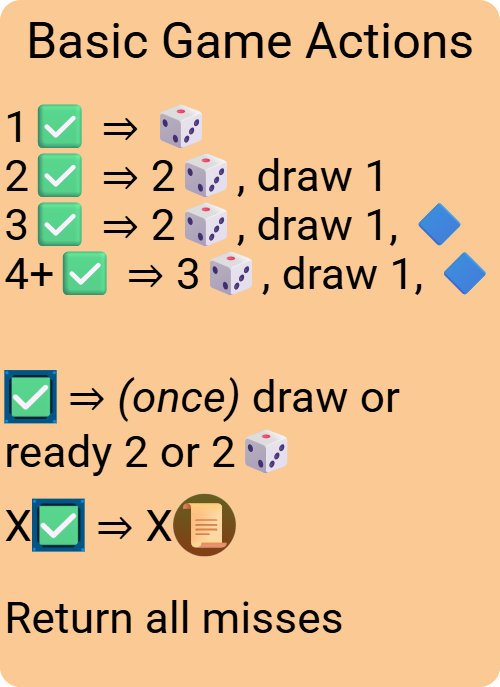 Basic Game Actions
1 ✅ ⇒ 🎲
2 ✅ ⇒ 2 🎲, draw 1
3 ✅ ⇒ 2 🎲, draw 1, 🔷
4+ ✅ ⇒ 3 🎲, draw 1, 🔷
✅ ⇒ (once) draw or
ready 2 or 2 🎲
X✅ ⇒ X📜
Return all misses